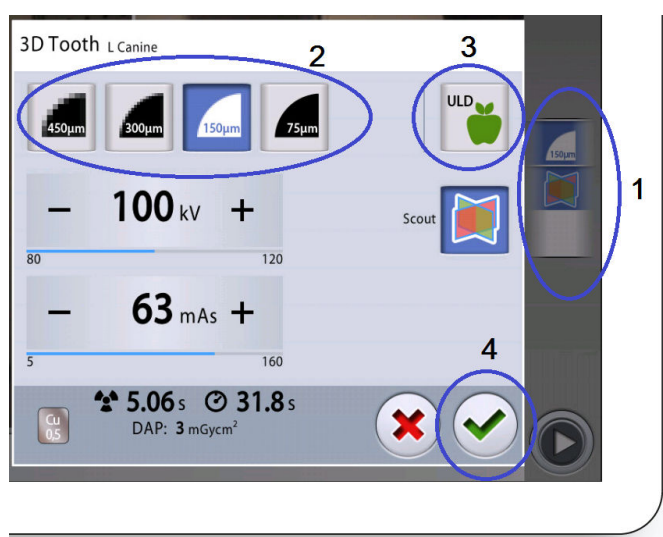 3D Tooth L Canine
2
3
450μm
300μm
150μm
75μm
ULD
150μm
1
− 100 kV +
Scout
80
120
− 63 mAs +
5
160
4
Cu
0,5
5.06 s 31.8 s
DAP: 3 mGycm²